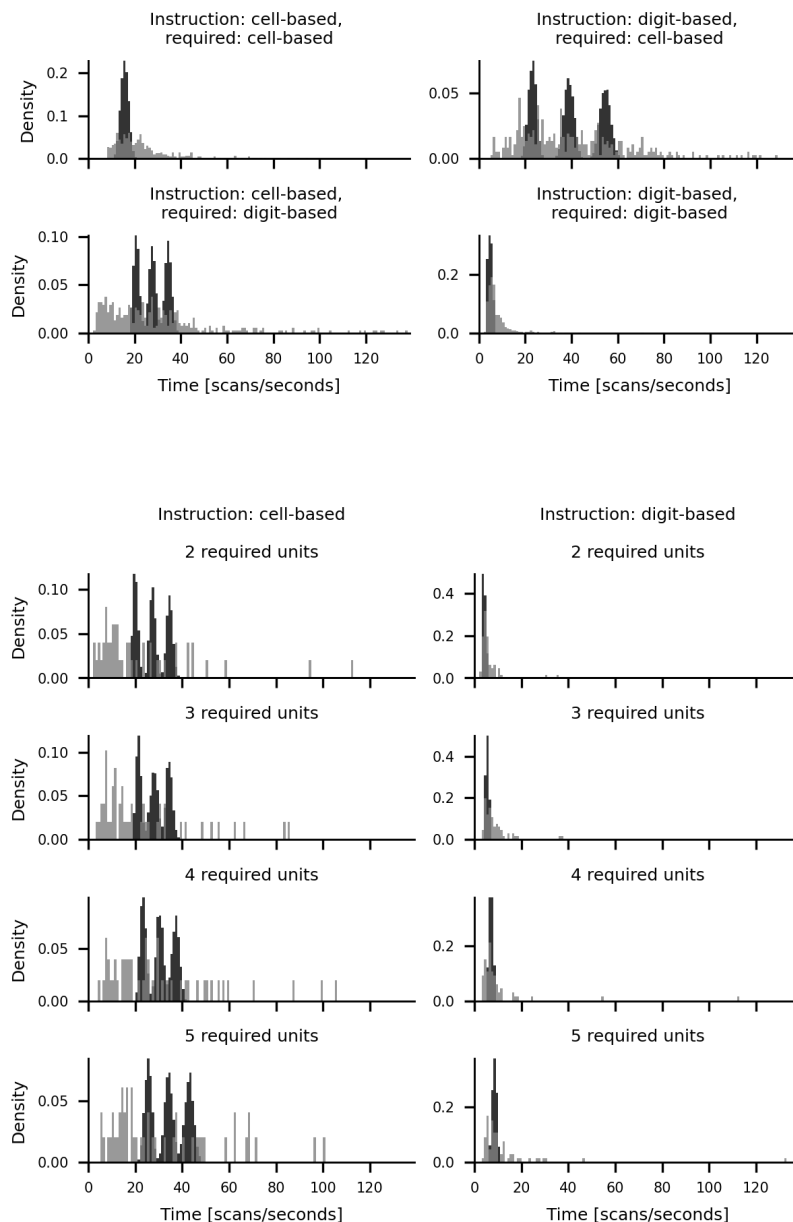 Instruction: cell-based,
required: cell-based
Instruction: digit-based,
required: cell-based
Density
0.2
0.1
0.0
0.05
0.00
Instruction: cell-based,
required: digit-based
Instruction: digit-based,
required: digit-based
Density
0.10
0.05
0.00
0.2
0.0
0 20 40 60 80 100 120
0 20 40 60 80 100 120
Time [scans/seconds]
Time [scans/seconds]
Instruction: cell-based
Instruction: digit-based
2 required units
2 required units
Density
0.10
0.05
0.00
0.4
0.2
0.0
3 required units
3 required units
Density
0.10
0.05
0.00
0.4
0.2
0.0
4 required units
4 required units
Density
0.05
0.00
0.2
0.0
5 required units
5 required units
Density
0.05
0.00
0.2
0.0
0 20 40 60 80 100 120
0 20 40 60 80 100 120
Time [scans/seconds]
Time [scans/seconds]